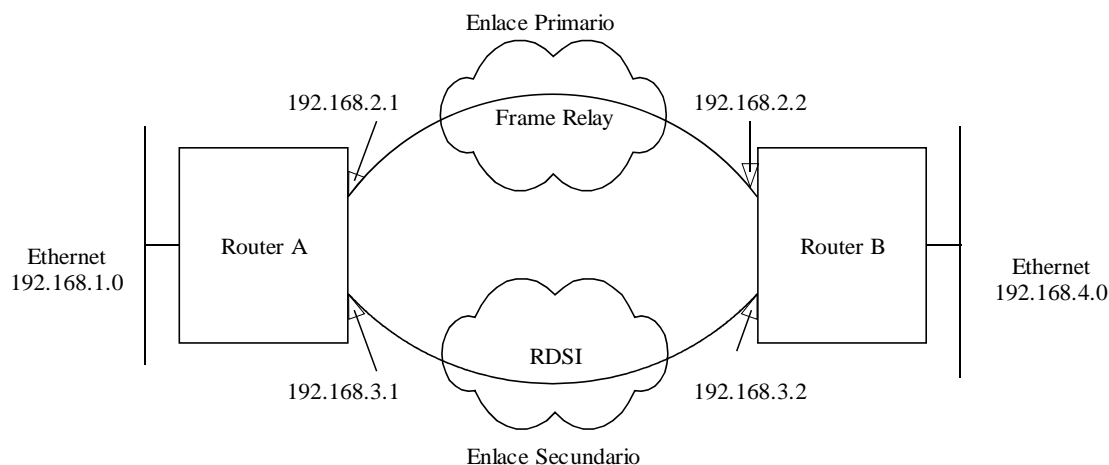 Enlace Primario
192.168.2.1
192.168.2.2
Frame Relay
Router A
Router B
Ethernet
192.168.1.0
Ethernet
192.168.4.0
RDSI
192.168.3.1
192.168.3.2
Enlace Secundario